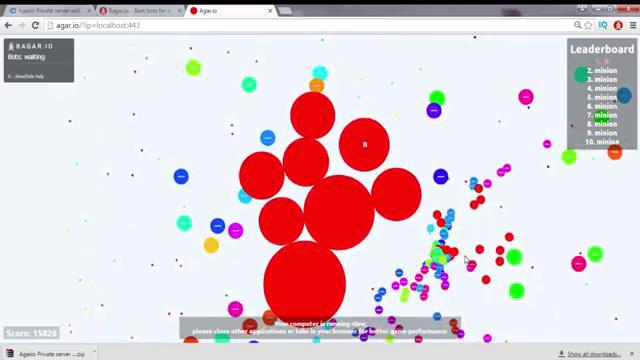 Agario Private server will
Bagar.io - Best bots for a
Agar.io
agar.io/?ip=localhost:443
BAGAR.IO
Bots: waiting
G - show/hide help
Leaderboard
1. B
2. minion
3. minion
4. minion
5. minion
6. minion
7. minion
8. minion
9. minion
10. minion
B
Your computer is running slow,
please close other applications or tabs in your browser for better game performance.
Score: 15826
Agario Private server ....zip
Show all downloads...